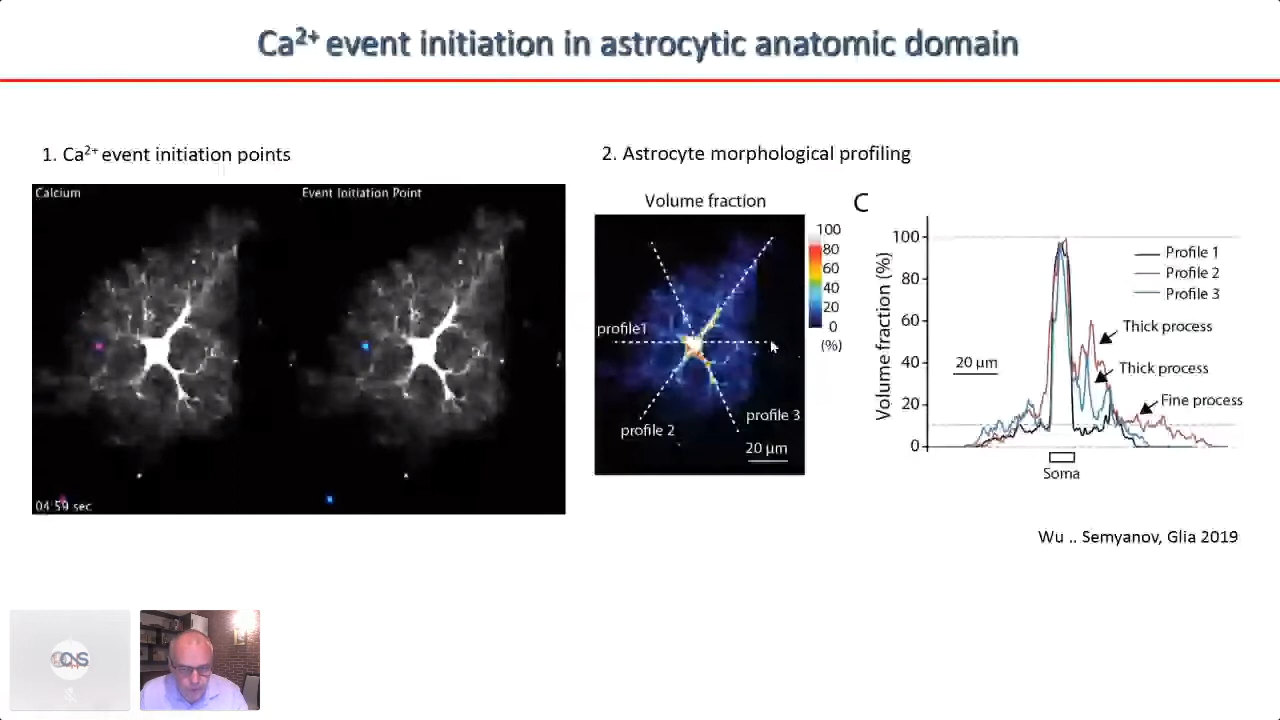 Ca²⁺ event initiation in astrocytic anatomic domain
1. Ca²⁺ event initiation points
Calcium
Event Initiation Point
04:59 sec
2. Astrocyte morphological profiling
Volume fraction
profile1
profile 2
profile 3
20 µm
100
80
60
40
20
0
(%)
C
Volume fraction (%)
100
80
60
40
20
0
Profile 1
Profile 2
Profile 3
Thick process
Thick process
Fine process
20 µm
Soma
Wu .. Semyanov, Glia 2019